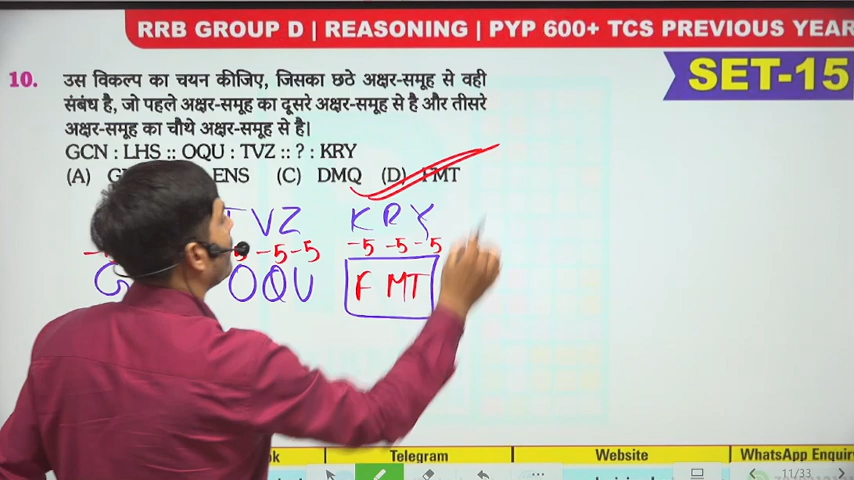 RRB GROUP D | REASONING | PYP 600+ TCS PREVIOUS YEAR
SET-15
10. उस विकल्प का चयन कीजिए, जिसका छठे अक्षर-समूह से वही
संबंध है, जो पहले अक्षर-समूह का दूसरे अक्षर-समूह से है और तीसरे
अक्षर-समूह का चौथे अक्षर-समूह से है।
GCN : LHS :: OQU : TVZ :: ? : KRY
(A) ENS (C) DMQ (D) FMT
TVZ KRY
-5 -5 -5 -5 -5
OQU FMT
Telegram Website WhatsApp Enquiry
11/33